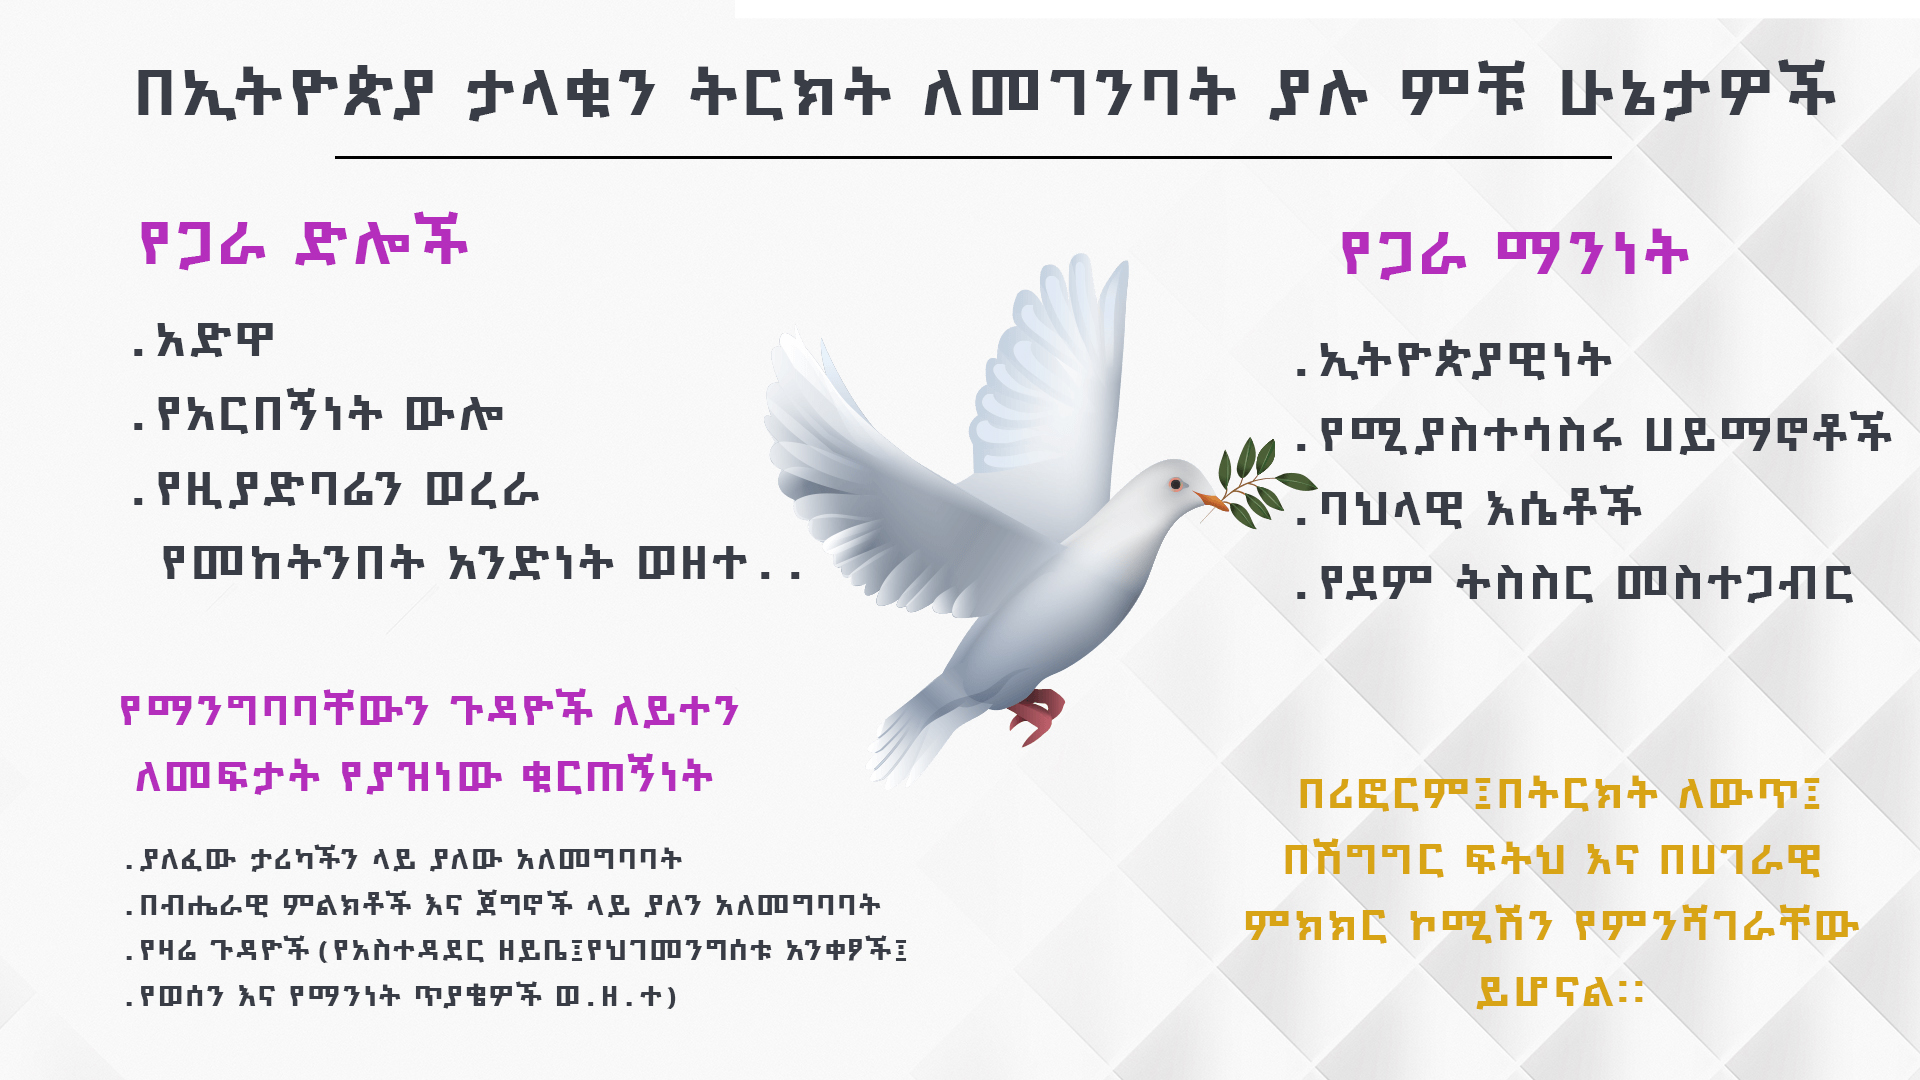 በኢትዮጵያ ታላቁን ትርክት ለመገንባት ያሉ ምቹ ሁኔታዎች
የጋራ ድሎች
.አድዋ
.የአርበኝነት ውሎ
.የዚያድባሬን ወረራ
የመከትንበት አንድነት ወዘተ..
የጋራ ማንነት
.ኢትዮጵያዊነት
.የሚያስተሳስሩ ሀይማኖቶች
.ባህላዊ እሴቶች
.የደም ትስስር መስተጋብር
የማንግባባቸውን ጉዳዮች ለይተን
ለመፍታት የያዝነው ቁርጠኝነት
.ያለፈው ታሪካችን ላይ ያለው አለመግባባት
.በብሔራዊ ምልክቶች እና ጀግኖች ላይ ያለን አለመግባባት
.የዛሬ ጉዳዮች(የአስተዳደር ዘይቤ፤የህገመንግሰቱ አንቀፆች፤
.የወሰን እና የማንነት ጥያቄዎች ወ.ዘ.ተ)
በሪፎርም፤በትርክት ለውጥ፤
በሽግግር ፍትህ እና በሀገራዊ
ምክክር ኮሚሽን የምንሻገራቸው
ይሆናል፡፡